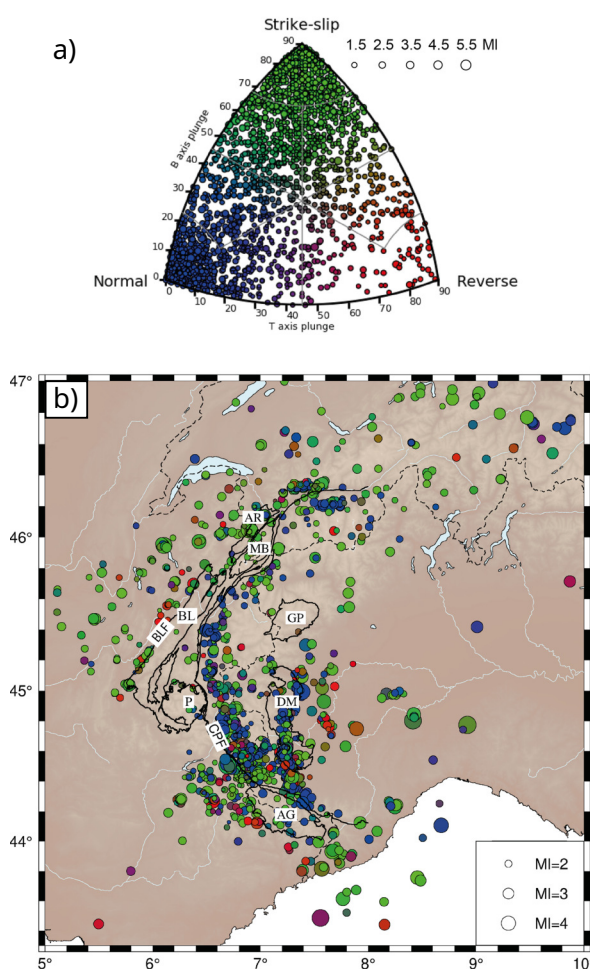 a)
Strike-slip
1.5 2.5 3.5 4.5 5.5 Ml
90
80
70
60
50
40
30
20
10
0
B axis plunge
Normal
Reverse
0 10 20 30 40 50 60 70 80 90
T axis plunge
b)
47°
46°
45°
44°
5° 6° 7° 8° 9° 10°
AR
MB
BL
BLF
GP
P
DM
CPF
AG
Ml=2
Ml=3
Ml=4